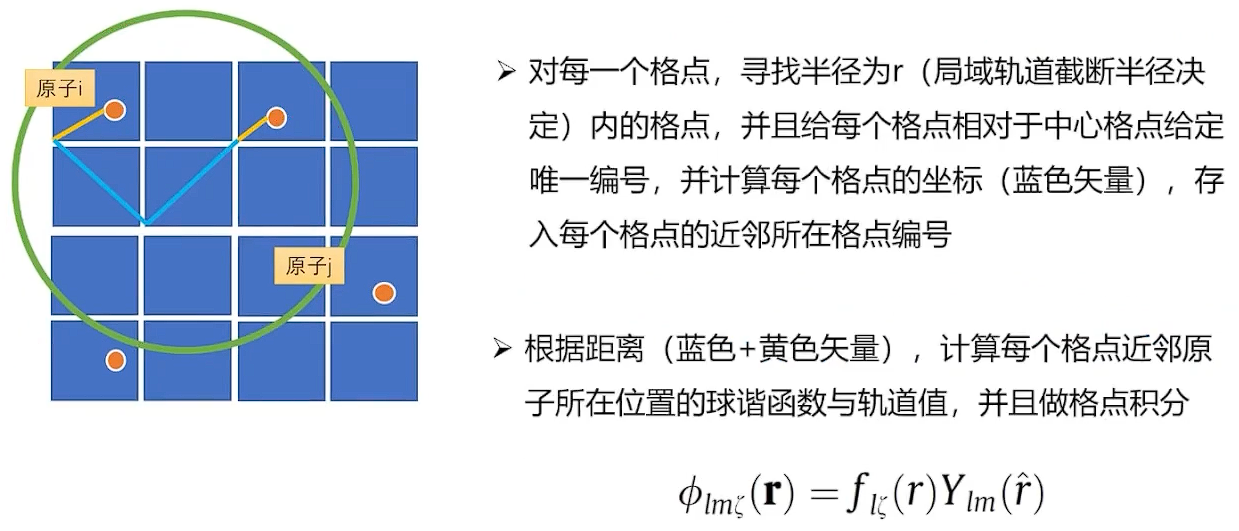 原子i
原子j
➢ 对每一个格点，寻找半径为r（局域轨道截断半径决
定）内的格点，并且给每个格点相对于中心格点给定
唯一编号，并计算每个格点的坐标（蓝色矢量），存
入每个格点的近邻所在格点编号
➢ 根据距离（蓝色+黄色矢量），计算每个格点近邻原
子所在位置的球谐函数与轨道值，并且做格点积分
ϕ_{lmζ}(𝐫) = f_{lζ}(r)Y_{lm}(r̂)